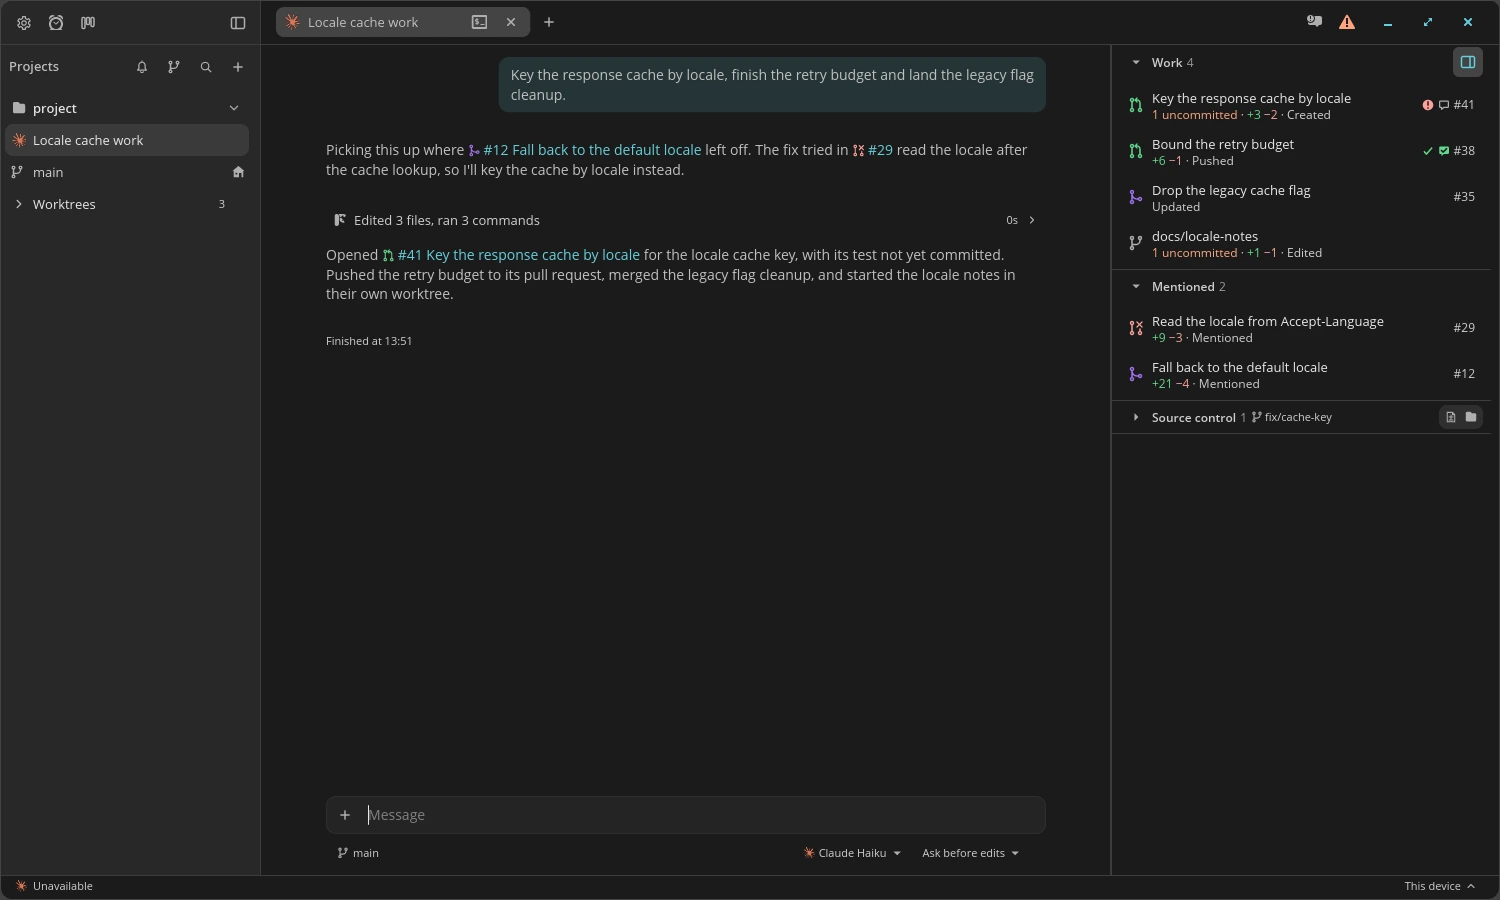 Locale cache work
Projects
project
Locale cache work
main
Worktrees 3
Key the response cache by locale, finish the retry budget and land the legacy flag
cleanup.
Picking this up where #12 Fall back to the default locale left off. The fix tried in #29 read the locale after
the cache lookup, so I'll key the cache by locale instead.
Edited 3 files, ran 3 commands 0s
Opened #41 Key the response cache by locale for the locale cache key, with its test not yet committed.
Pushed the retry budget to its pull request, merged the legacy flag cleanup, and started the locale notes in
their own worktree.
Finished at 13:51
Message
main Claude Haiku Ask before edits
Work 4
Key the response cache by locale #41
1 uncommitted · +3 −2 · Created
Bound the retry budget #38
+6 −1 · Pushed
Drop the legacy cache flag #35
Updated
docs/locale-notes
1 uncommitted · +1 −1 · Edited
Mentioned 2
Read the locale from Accept-Language #29
+9 −3 · Mentioned
Fall back to the default locale #12
+21 −4 · Mentioned
Source control 1 fix/cache-key
Unavailable This device